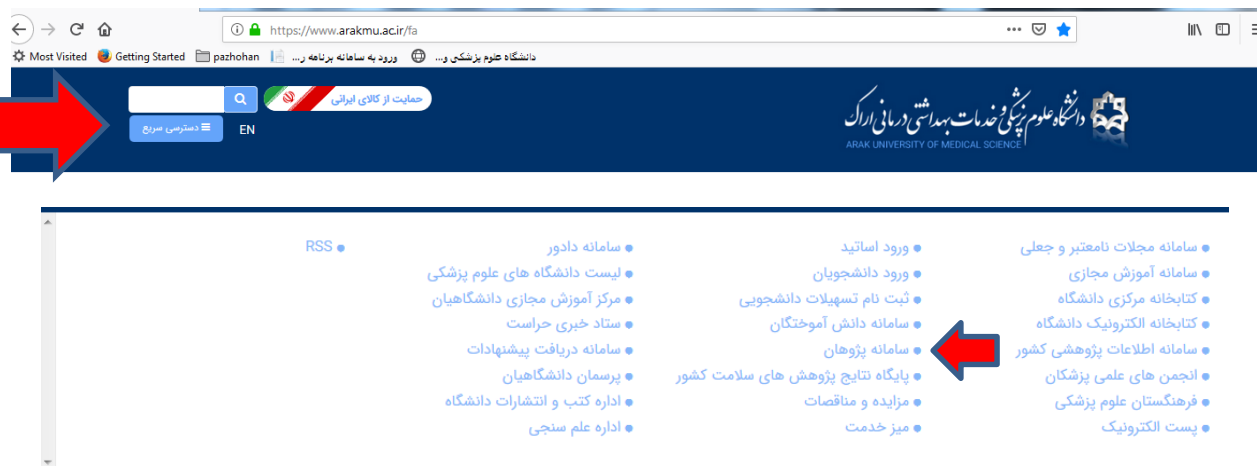 https://www.arakmu.ac.ir/fa
Most Visited Getting Started pazhohan ورود به سامانه برنامه ر... دانشگاه علوم پزشکی و...
حمایت از کالای ایرانی
دانشگاه علوم پزشکی و خدمات بهداشتی درمانی اراک
دسترسی سریع
EN
ARAK UNIVERSITY OF MEDICAL SCIENCE
سامانه مجلات نامعتبر و جعلی
سامانه آموزش مجازی
کتابخانه مرکزی دانشگاه
کتابخانه الکترونیک دانشگاه
سامانه اطلاعات پژوهشی کشور
انجمن های علمی پزشکان
فرهنگستان علوم پزشکی
پست الکترونیک
ورود اساتید
ورود دانشجویان
ثبت نام تسهیلات دانشجویی
سامانه دانش آموختگان
سامانه پژوهان
پایگاه نتایج پژوهش های سلامت کشور
مزایده و مناقصات
میز خدمت
سامانه دادور
لیست دانشگاه های علوم پزشکی
مرکز آموزش مجازی دانشگاهیان
ستاد خبری حراست
سامانه دریافت پیشنهادات
پرسمان دانشگاهیان
اداره کتب و انتشارات دانشگاه
اداره علم سنجی
RSS